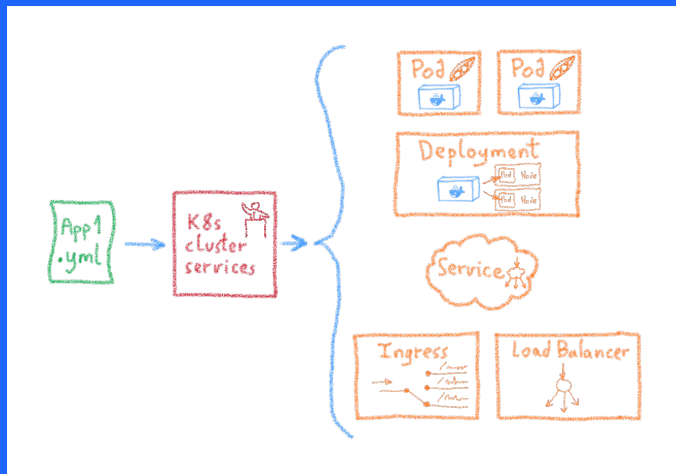 App1
.yml
K8s
cluster
services
Pod
Pod
Deployment
Pod Node
Pod Node
Service
Ingress
Load Balancer